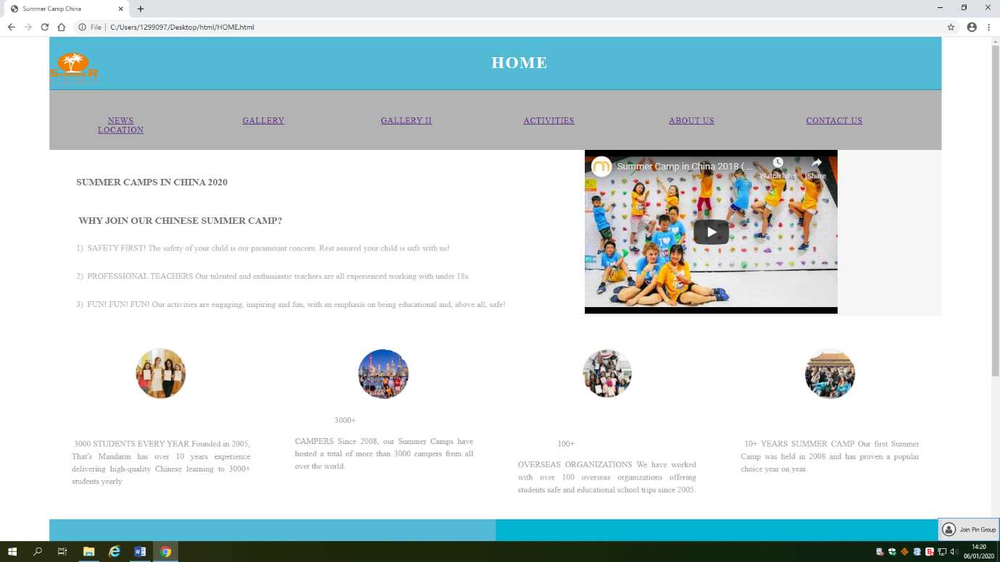 Summer Camp China
File | C:/Users/1299097/Desktop/html/HOME.html
HOME
SUMMER
CAMP
NEWS GALLERY GALLERY II ACTIVITIES ABOUT US CONTACT US
LOCATION
Summer Camp in China 2018 ( ...
Watch later Share
SUMMER CAMPS IN CHINA 2020
WHY JOIN OUR CHINESE SUMMER CAMP?
1) SAFETY FIRST! The safety of your child is our paramount concern. Rest assured your child is safe with us!
2) PROFESSIONAL TEACHERS Our talented and enthusiastic teachers are all experienced working with under 18s.
3) FUN! FUN! FUN! Our activities are engaging, inspiring and fun, with an emphasis on being educational and, above all, safe!
3000 STUDENTS EVERY YEAR Founded in 2005,
That's Mandarin has over 10 years experience
delivering high-quality Chinese learning to 3000+
students yearly.
3000+
CAMPERS Since 2008, our Summer Camps have
hosted a total of more than 3000 campers from all
over the world.
100+
OVERSEAS ORGANIZATIONS We have worked
with over 100 overseas organizations offering
students safe and educational school trips since 2005.
10+ YEARS SUMMER CAMP Our first Summer
Camp was held in 2008 and has proven a popular
choice year on year.
Join Pin Group
14:20
06/01/2020